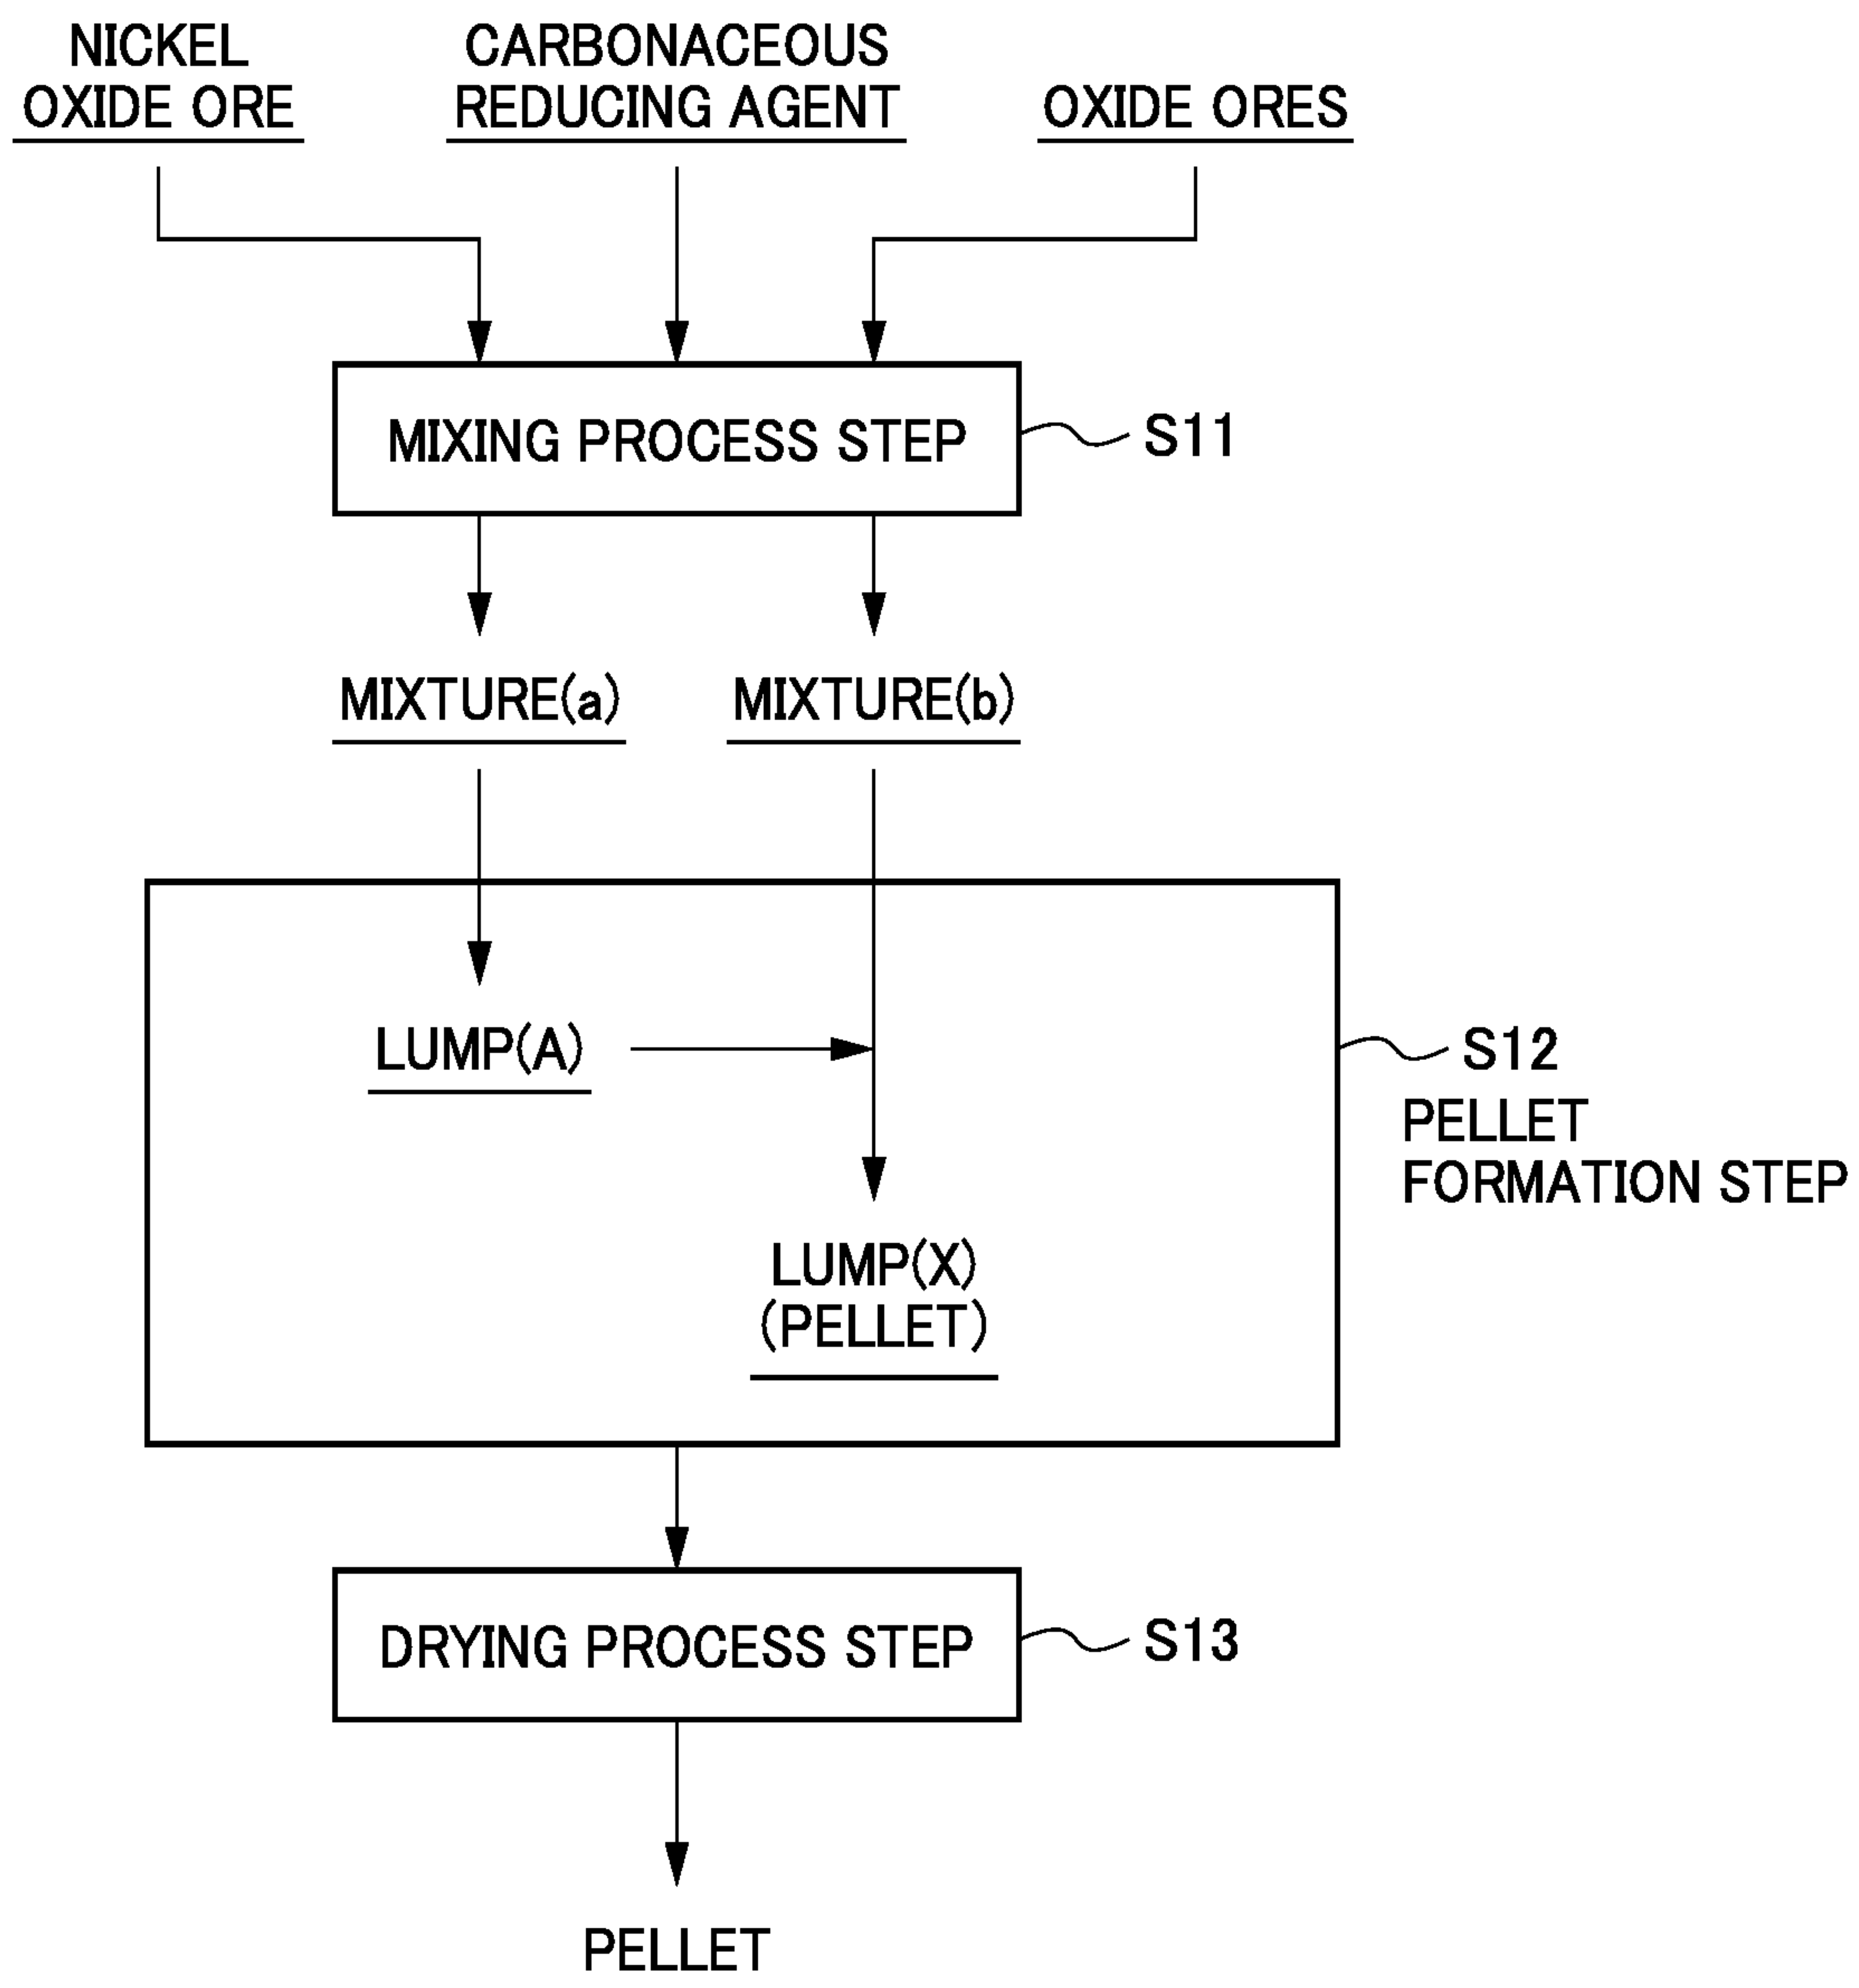 NICKEL
OXIDE ORE
CARBONACEOUS
REDUCING AGENT
OXIDE ORES
MIXING PROCESS STEP
S11
MIXTURE(a)
MIXTURE(b)
LUMP(A)
S12
PELLET
FORMATION STEP
LUMP(X)
(PELLET)
DRYING PROCESS STEP
S13
PELLET